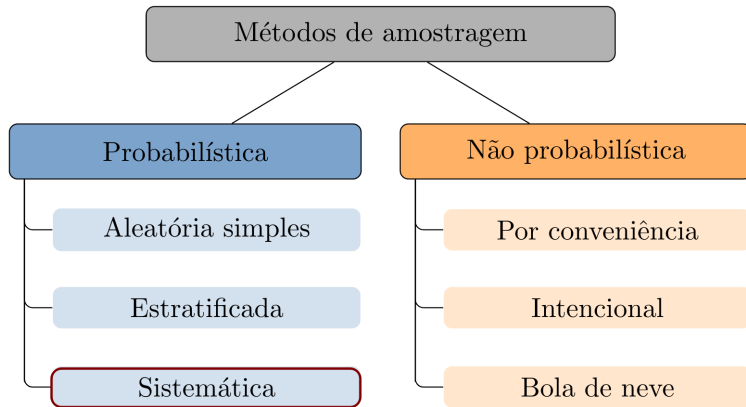 Métodos de amostragem
Probabilística
Não probabilística
Aleatória simples
Por conveniência
Estratificada
Intencional
Sistemática
Bola de neve